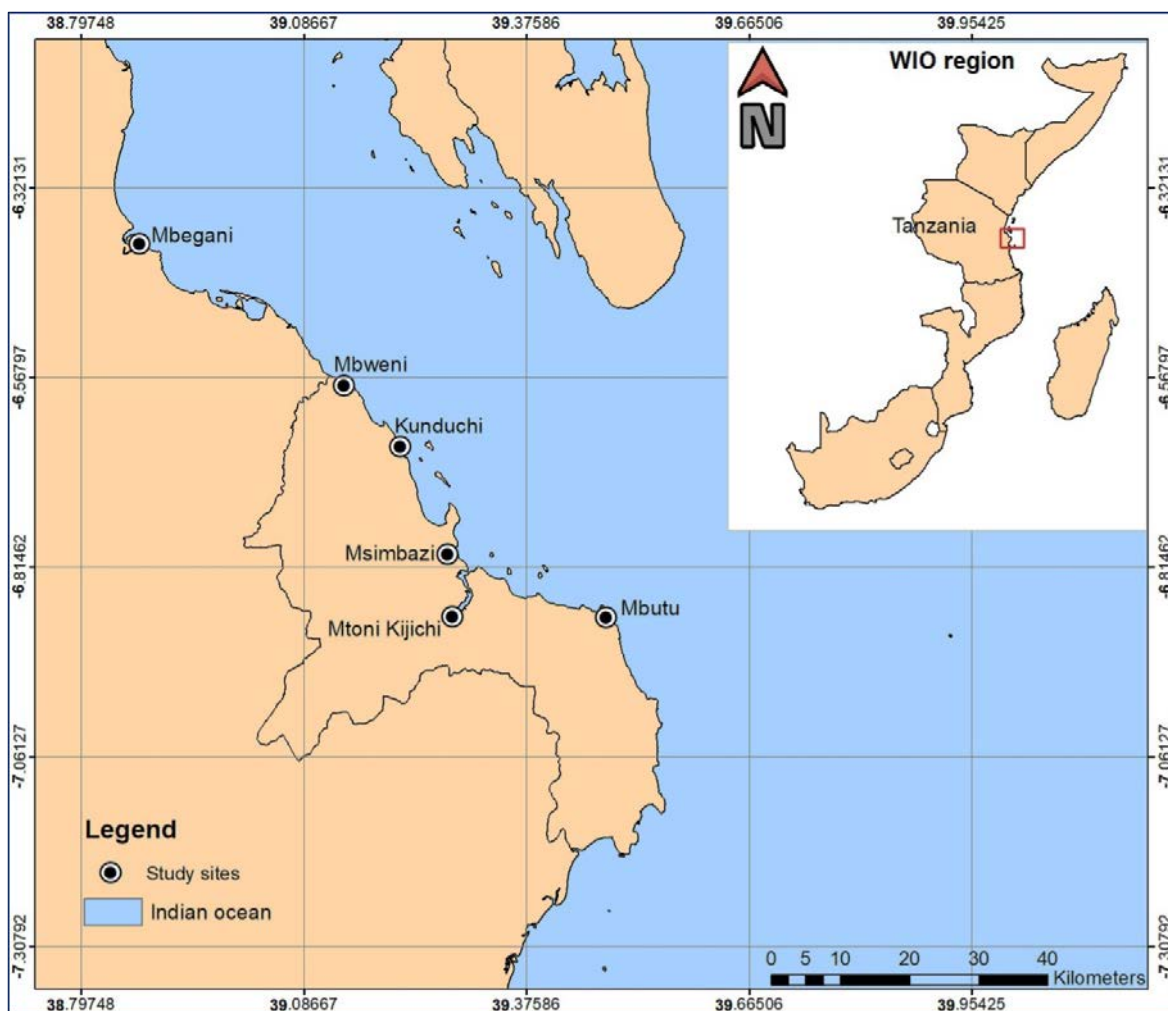 38.79748 39.08667 39.37586 39.66506 39.95425
WIO region
N
-6.32131 -6.32131
Tanzania
Mbegani
Mbweni
-6.56797 -6.56797
Kunduchi
Msimbazi
-6.81462 -6.81462
Mbutu
Mtoni Kijichi
-7.06127 -7.06127
Legend
Study sites
Indian ocean
-7.30792 -7.30792
0 5 10 20 30 40
Kilometers
38.79748 39.08667 39.37586 39.66506 39.95425